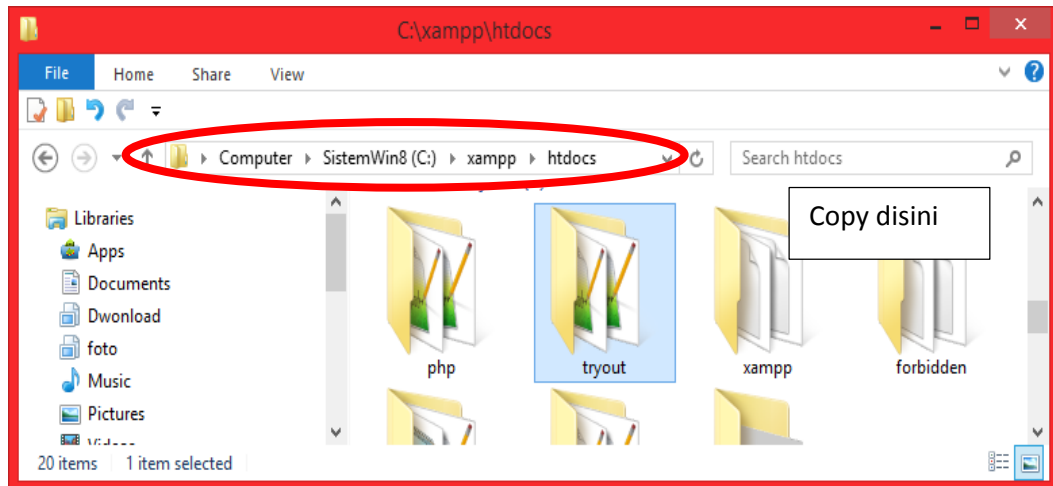 C:\xampp\htdocs
File Home Share View
Computer SistemWin8 (C:) xampp htdocs
Search htdocs
Copy disini
Libraries
Apps
Documents
Dwonload
foto
Music
Pictures
php tryout xampp forbidden
20 items 1 item selected